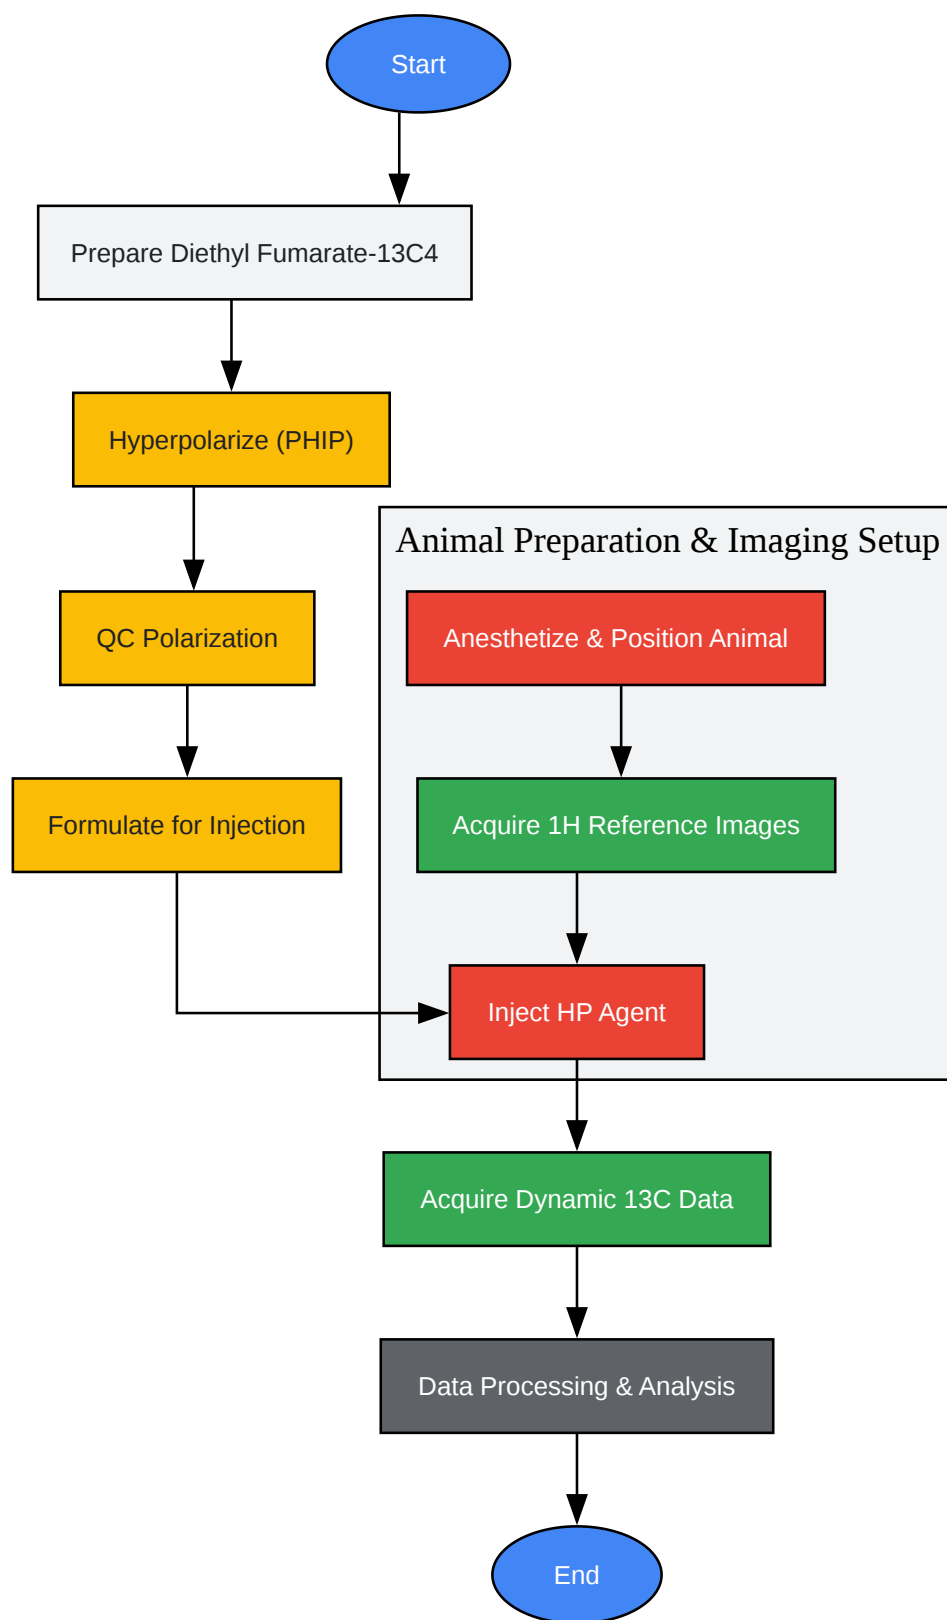 Start
Prepare Diethyl Fumarate-13C4
Hyperpolarize (PHIP)
QC Polarization
Formulate for Injection
Animal Preparation & Imaging Setup
Anesthetize & Position Animal
Acquire 1H Reference Images
Inject HP Agent
Acquire Dynamic 13C Data
Data Processing & Analysis
End